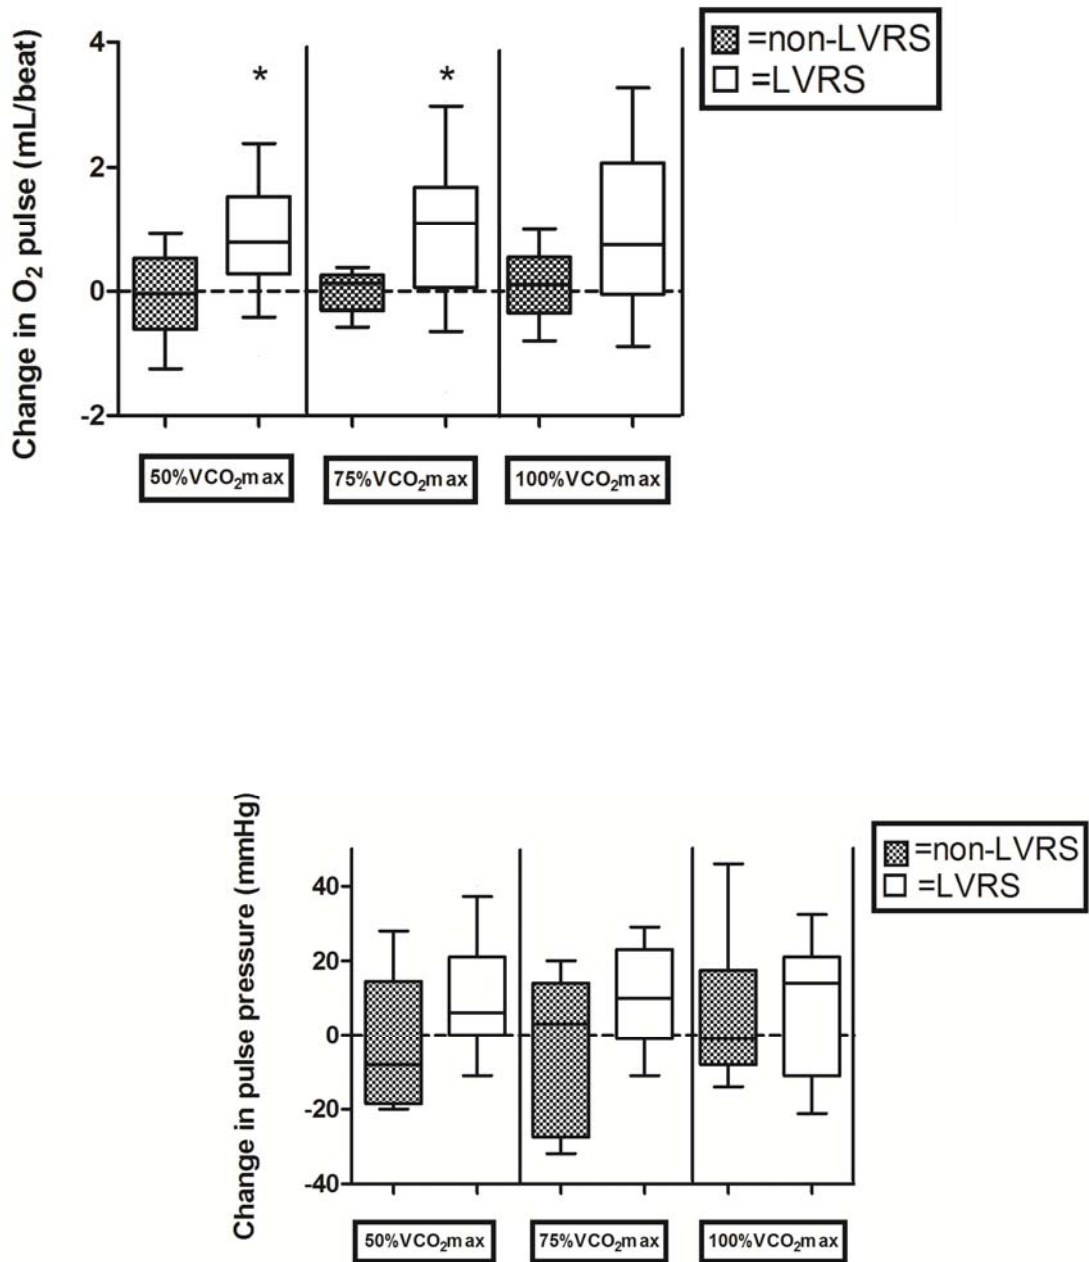 Change in O₂ pulse (mL/beat)
4
2
0
-2
*
*
=non-LVRS
=LVRS
50%VCO₂max
75%VCO₂max
100%VCO₂max
Change in pulse pressure (mmHg)
40
20
0
-20
-40
=non-LVRS
=LVRS
50%VCO₂max
75%VCO₂max
100%VCO₂max